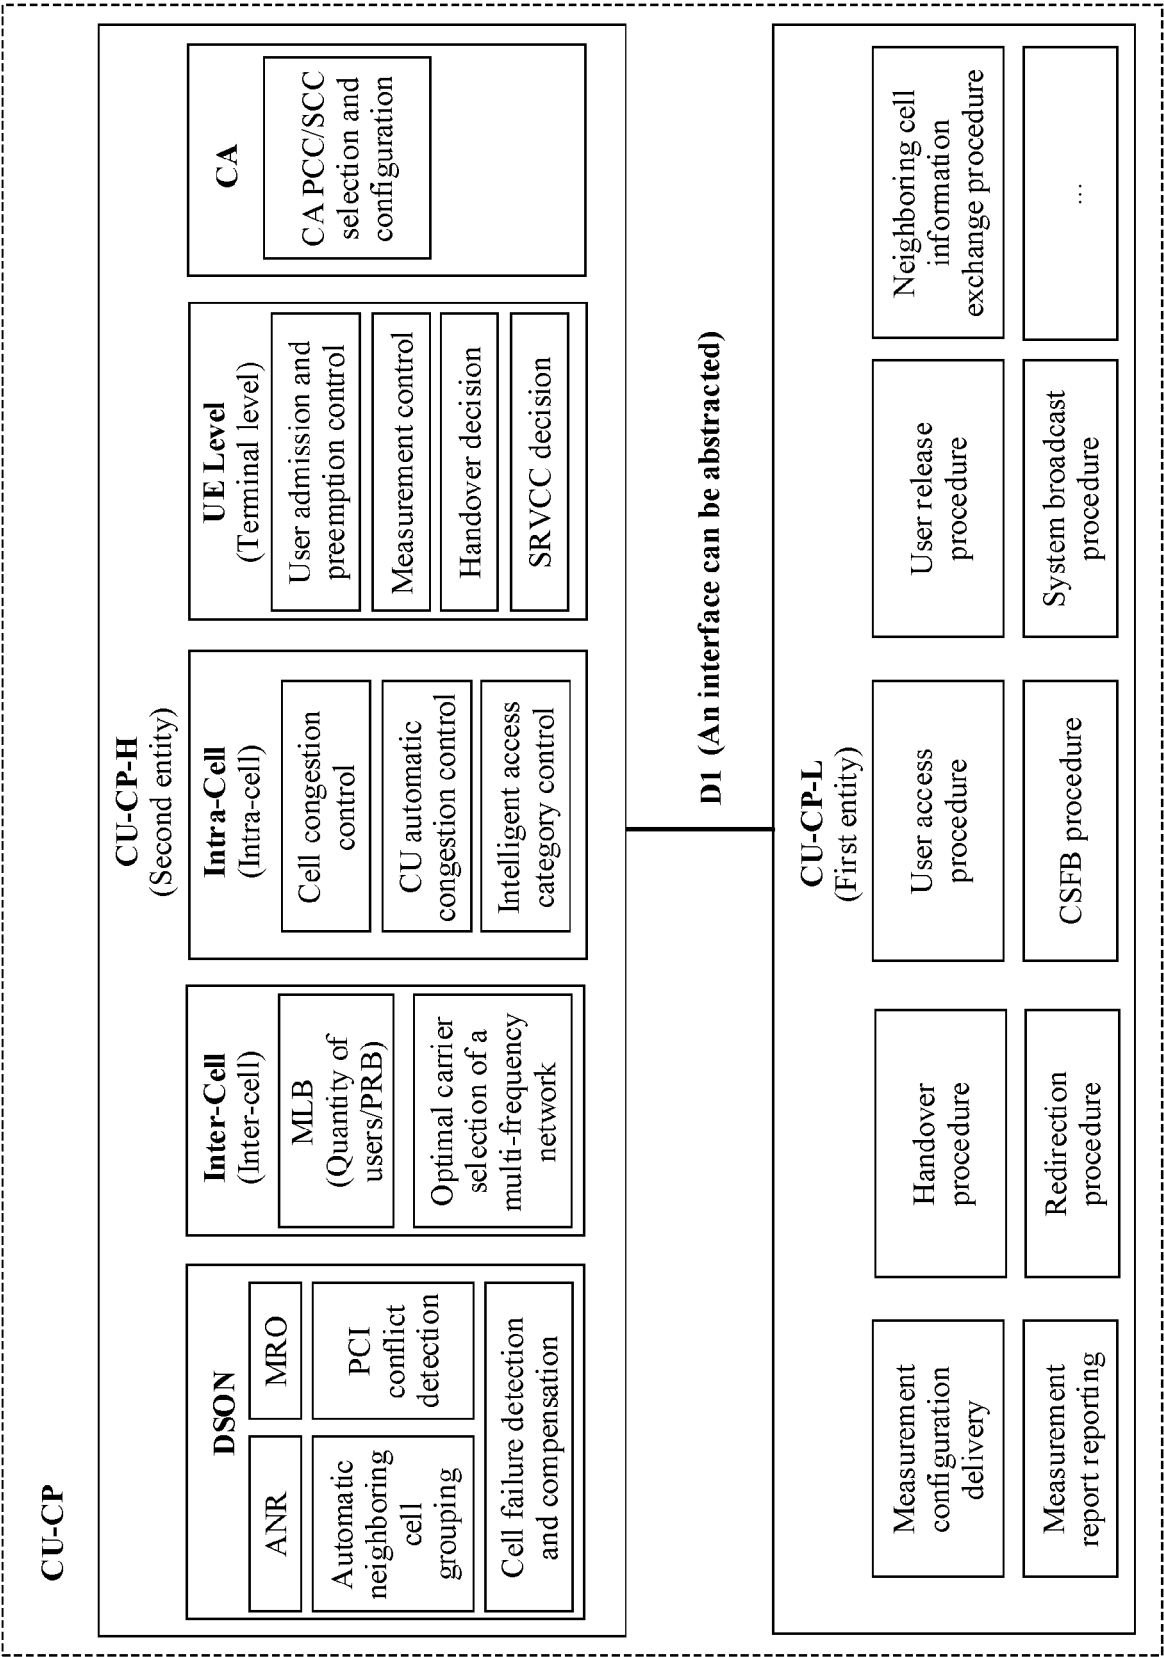 CU-CP
CU-CP-H
(Second entity)
DSON
ANR
MRO
Automatic
neighboring
cell
grouping
PCI
conflict
detection
Cell failure detection
and compensation
Inter-Cell
(Inter-cell)
MLB
(Quantity of
users/PRB)
Optimal carrier
selection of a
multi-frequency
network
Intra-Cell
(Intra-cell)
Cell congestion
control
CU automatic
congestion control
Intelligent access
category control
UE Level
(Terminal level)
User admission and
preemption control
Measurement control
Handover decision
SRVCC decision
CA
CA PCC/SCC
selection and
configuration
D1 (An interface can be abstracted)
CU-CP-L
(First entity)
Measurement
configuration
delivery
Handover
procedure
User access
procedure
User release
procedure
Neighboring cell
information
exchange procedure
Measurement
report reporting
Redirection
procedure
CSFB procedure
System broadcast
procedure
...